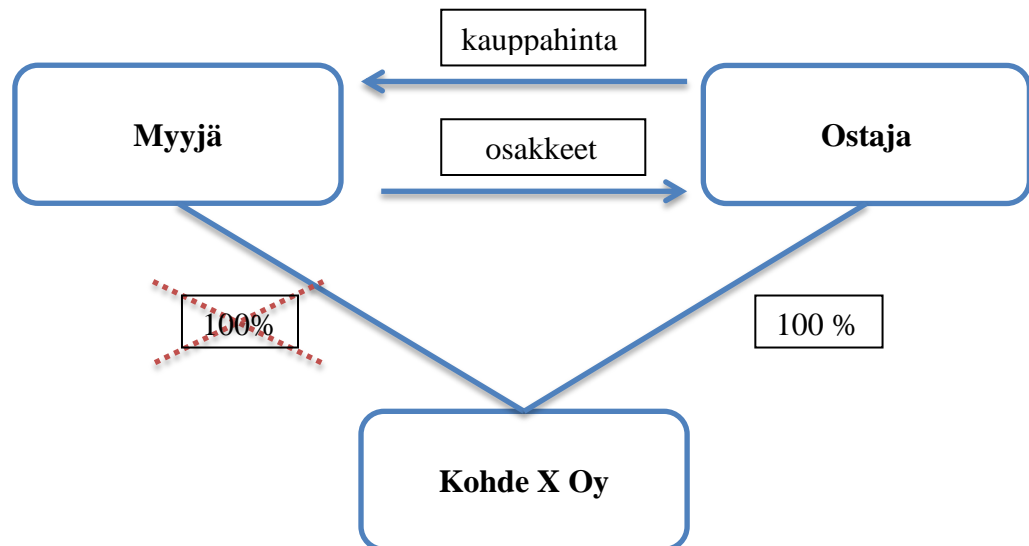 kauppahinta
Myyjä
Ostaja
osakkeet
100%
100 %
Kohde X Oy